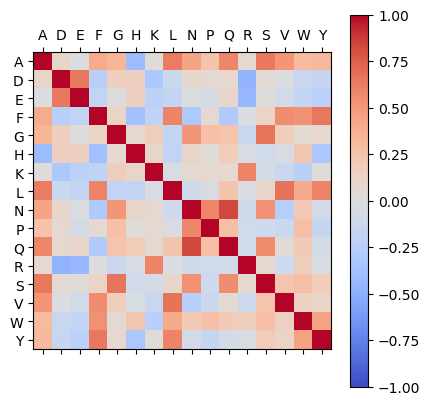 A D E F G H K L N P Q R S V W Y
A
D
E
F
G
H
K
L
N
P
Q
R
S
V
W
Y
1.00
0.75
0.50
0.25
0.00
−0.25
−0.50
−0.75
−1.00